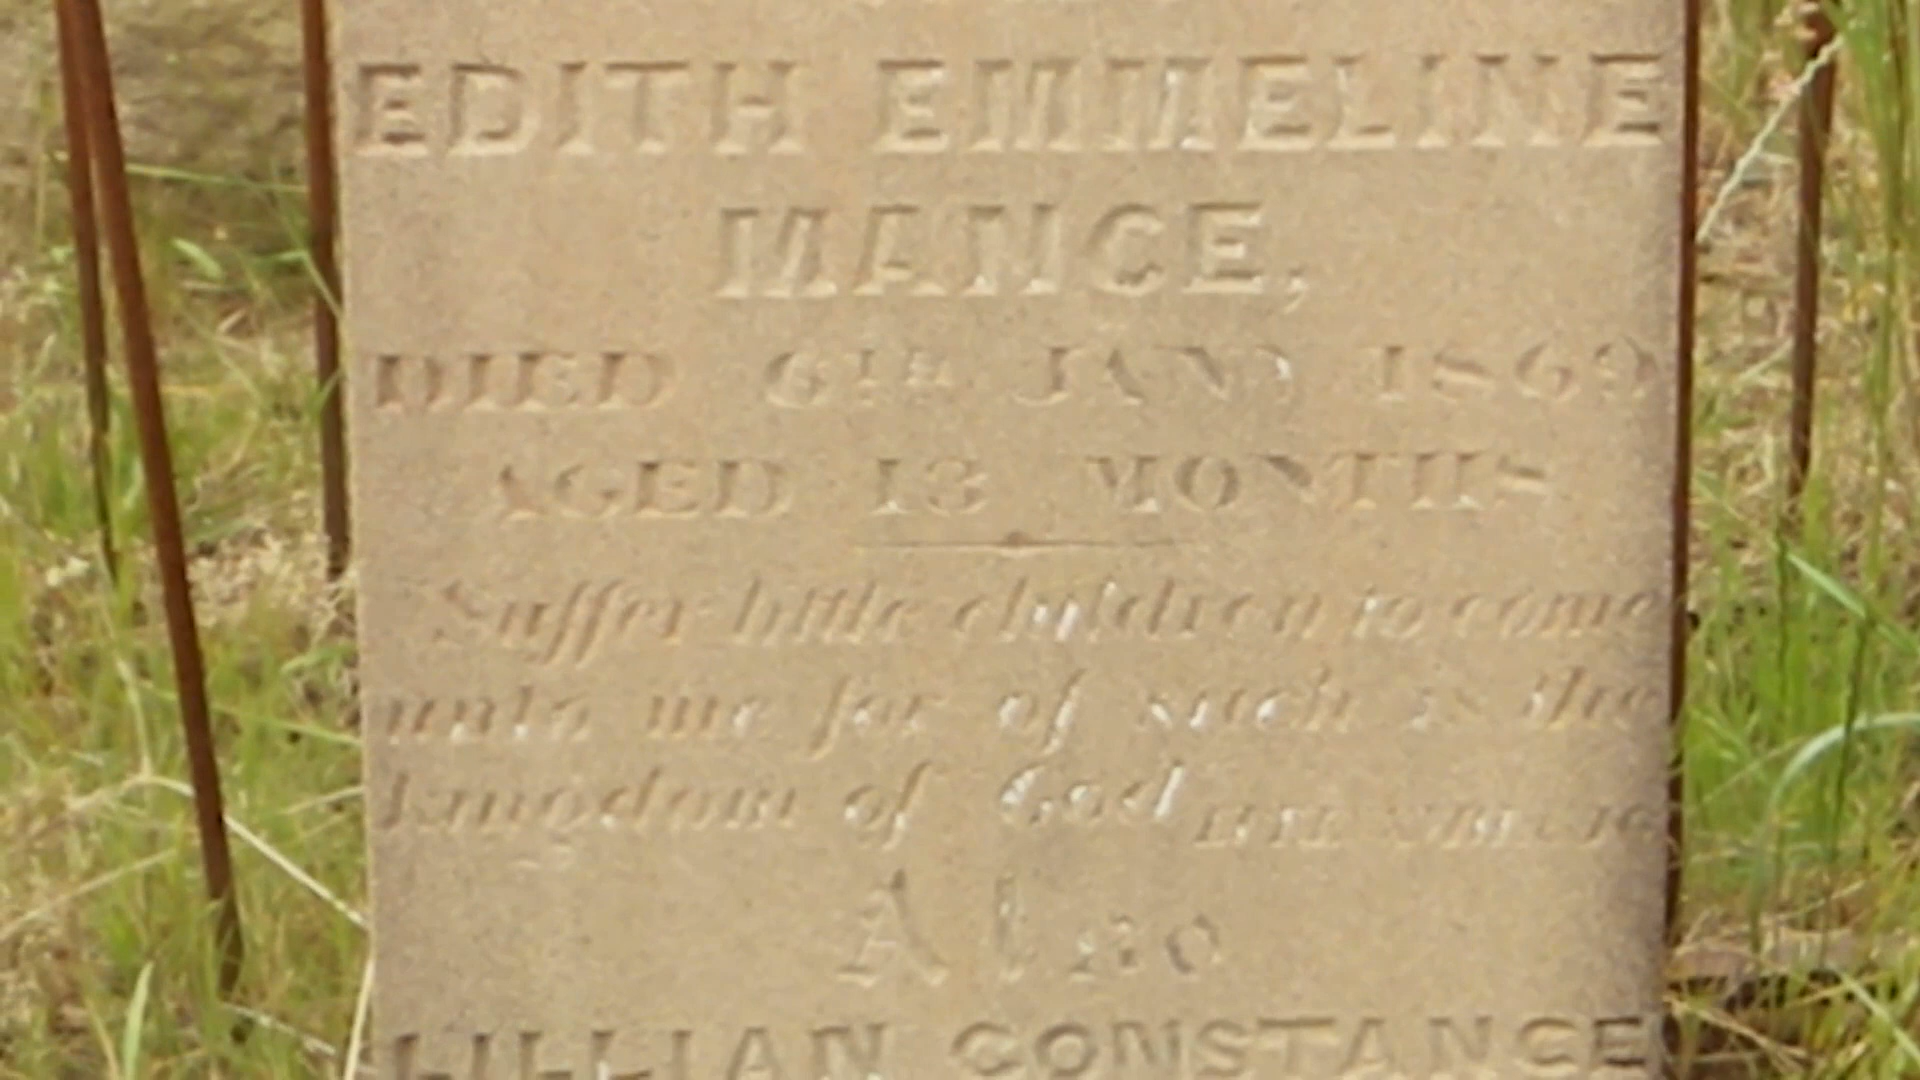 EDITH EMMELINE
MANCE,
DIED 6th JANY 1869
AGED 13 MONTHS
Suffer little children to come
unto me for of such is the
kingdom of God
Also
LILLIAN CONSTANCE